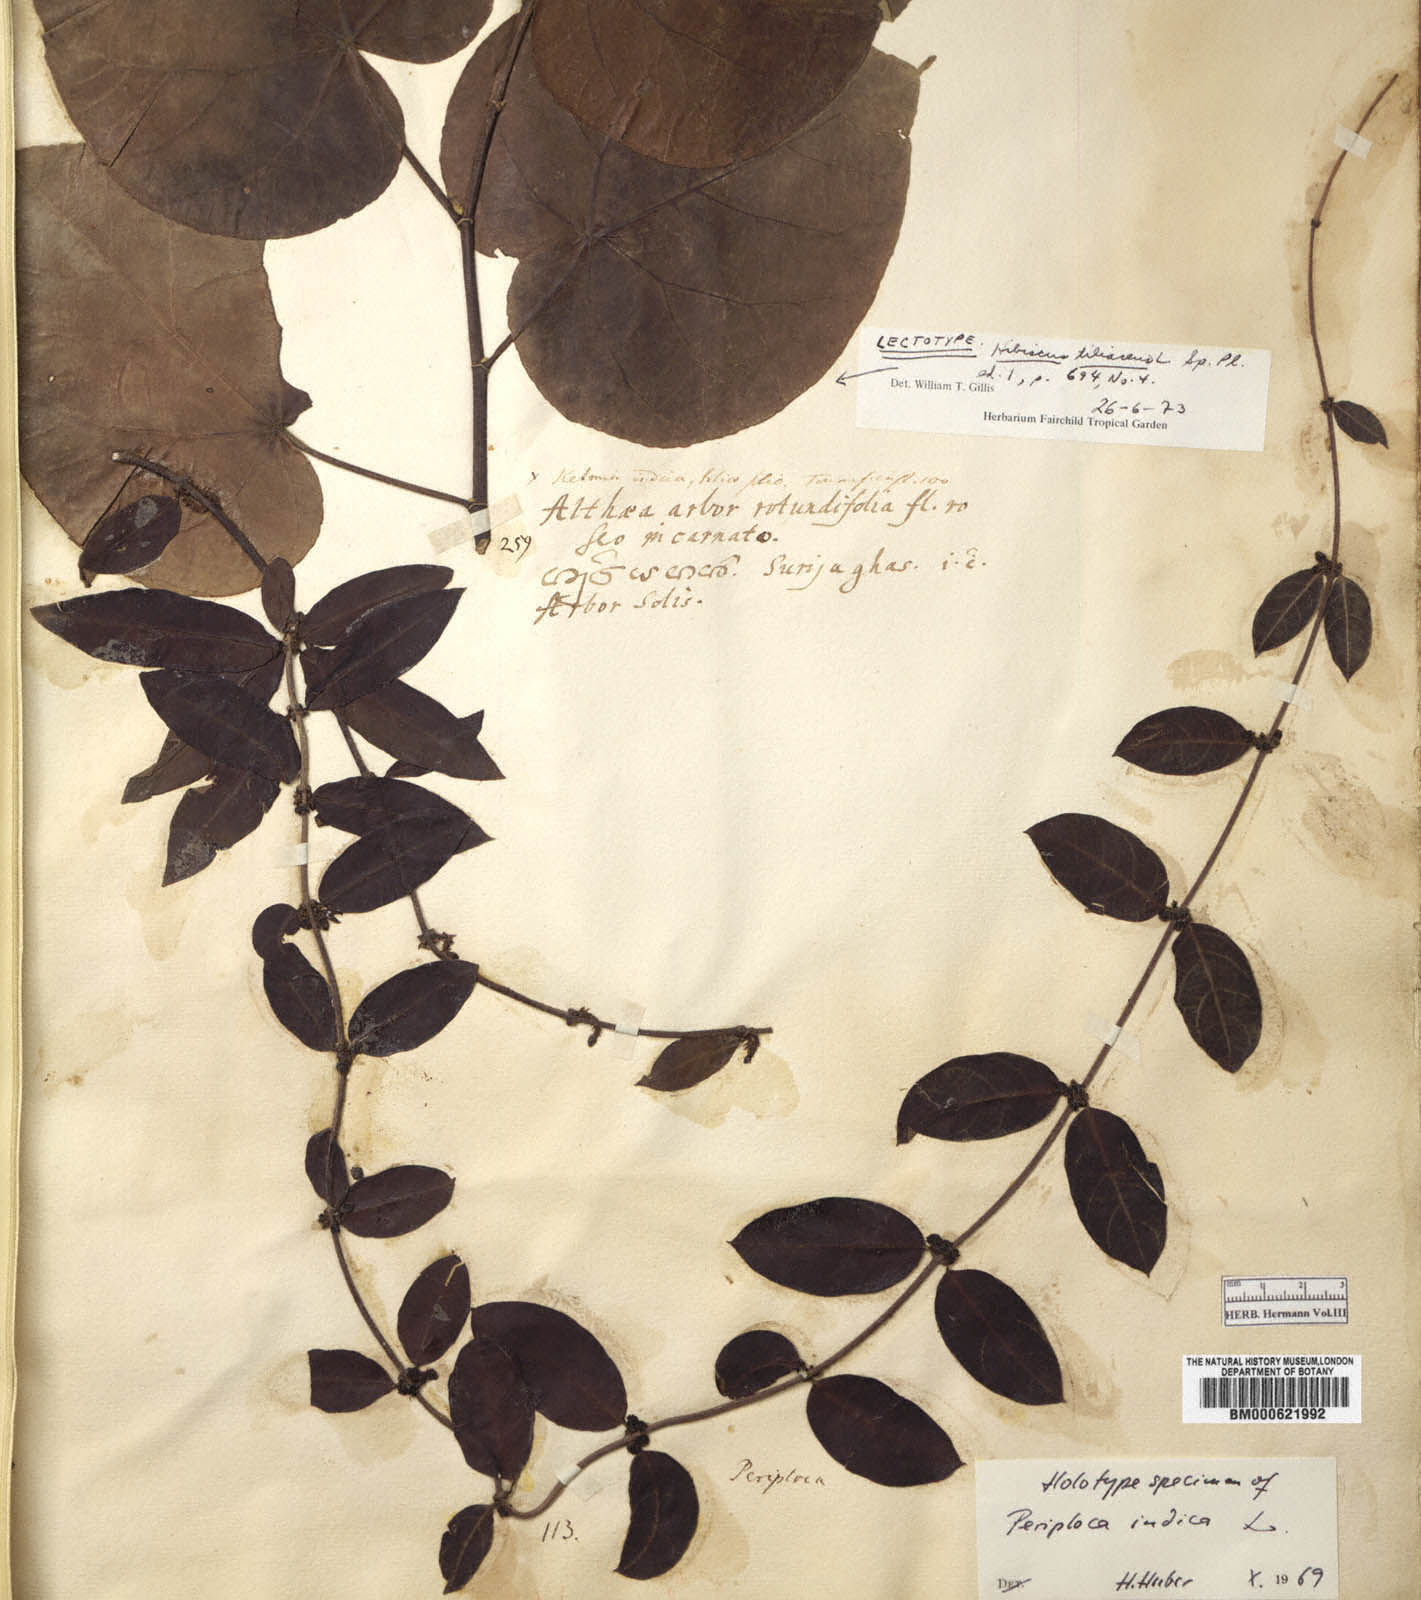 LECTOTYPE. Hibiscus tiliaceus L. Sp. Pl.
ed. 1, p. 694, No. 4.
Det. William T. Gillis
26-6-73
Herbarium Fairchild Tropical Garden
Althæa arbor rotundifolia fl. ro
seo incarnato.
Surijaghas. i. e.
Arbor Solis.
259
mm 1 2 3
HERB. Hermann Vol.III
THE NATURAL HISTORY MUSEUM,LONDON
DEPARTMENT OF BOTANY
BM000621992
Periploca
113.
Holotype specimen of
Periploca indica L.
Det. H. Huber X. 1969